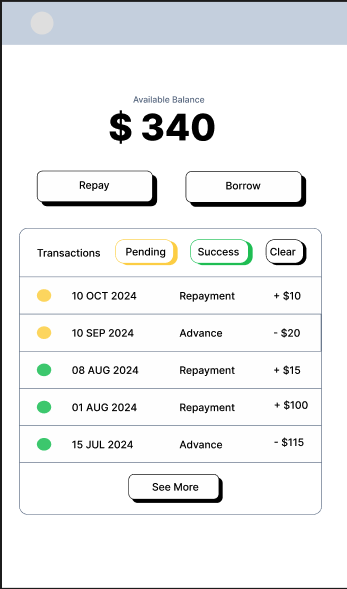 Available Balance
$ 340
Repay Borrow
Transactions Pending Success Clear
10 OCT 2024 Repayment + $10
10 SEP 2024 Advance - $20
08 AUG 2024 Repayment + $15
01 AUG 2024 Repayment + $100
15 JUL 2024 Advance - $115
See More